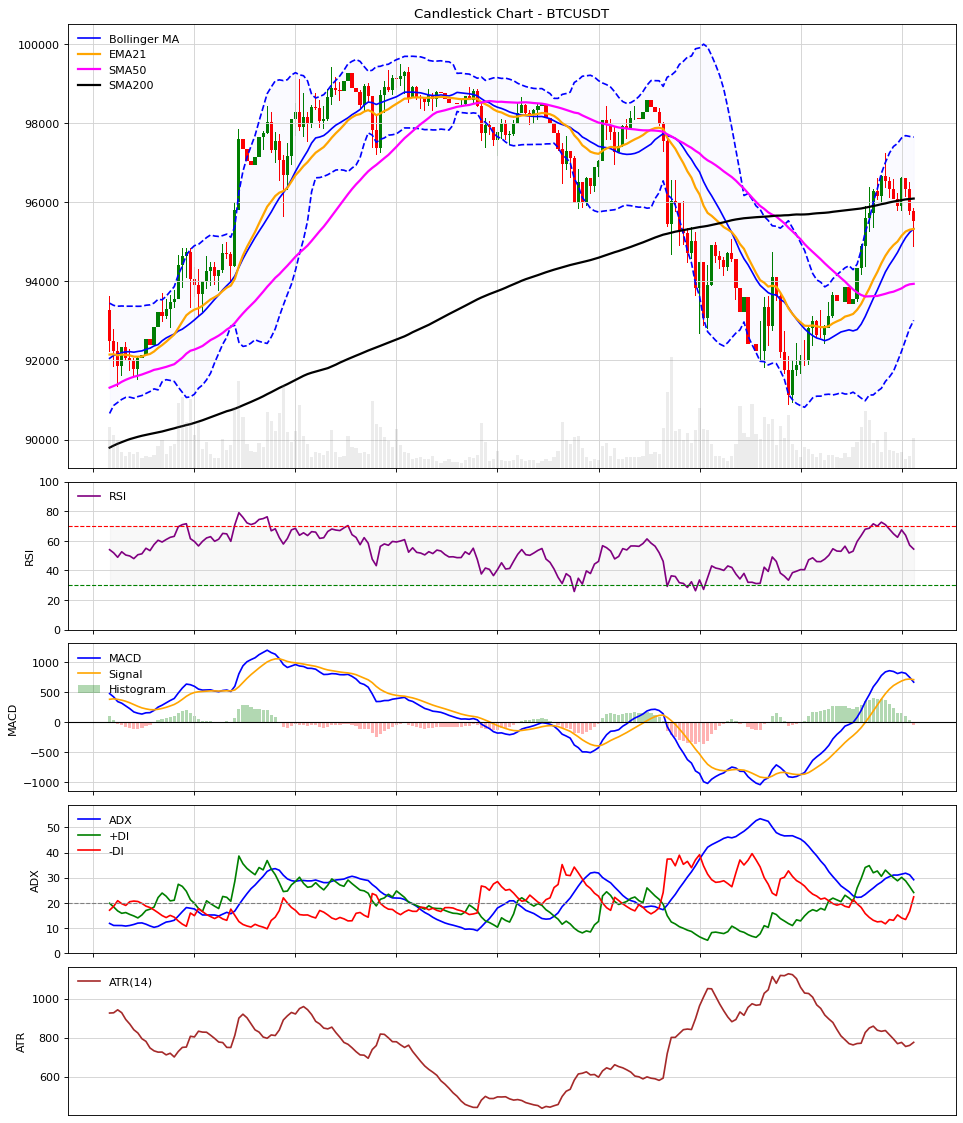 Candlestick Chart - BTCUSDT
Bollinger MA
EMA21
SMA50
SMA200
100000
98000
96000
94000
92000
90000
RSI
RSI
100
80
60
40
20
0
MACD
Signal
Histogram
MACD
1000
500
0
−500
−1000
ADX
+DI
-DI
ADX
50
40
30
20
10
0
ATR(14)
ATR
1000
800
600